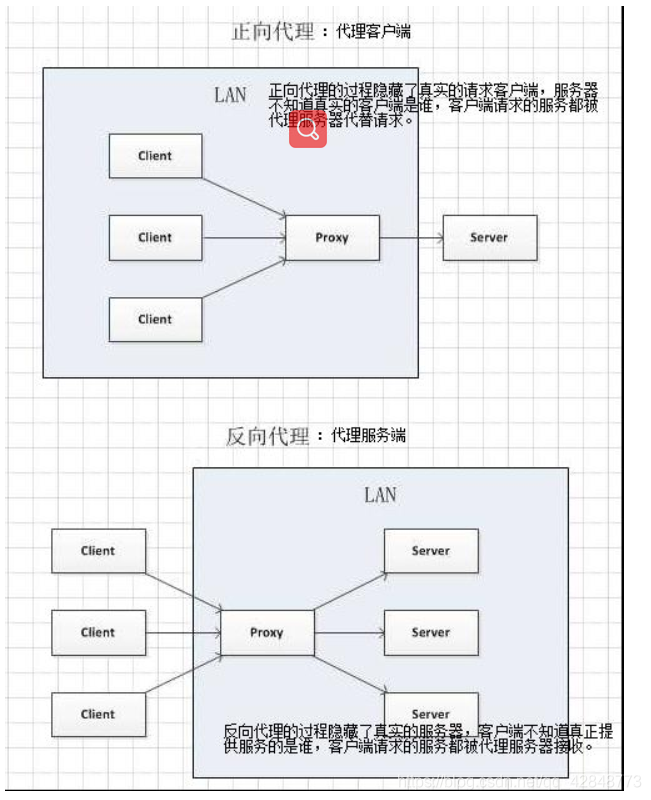 正向代理：代理客户端
LAN
正向代理的过程隐藏了真实的请求客户端，服务器
不知道真实的客户端是谁，客户端请求的服务都被
代理服务器代替请求。
Client
Client
Proxy
Server
Client
反向代理：代理服务端
LAN
Client
Server
Client
Proxy
Server
Client
Server
反向代理的过程隐藏了真实的服务器，客户端不知道真正提
供服务的是谁，客户端请求的服务都被代理服务器接收。